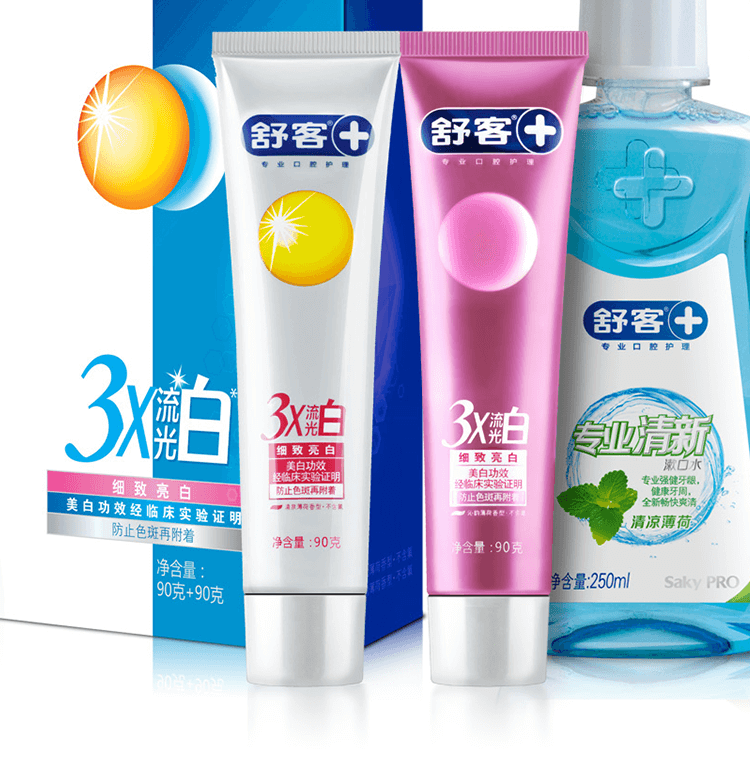 3X流光白*
细致亮白
美白功效经临床实验证明
防止色斑再附着
净含量:
90克+90克
舒客+
专业口腔护理
3X流光白
细致亮白
美白功效
经临床实验证明
防止色斑再附着
净含量:90克
舒客+
专业口腔护理
3X流光白
细致亮白
美白功效
经临床实验证明
防止色斑再附着
净含量:90克
舒客+
专业口腔护理
专业清新
漱口水
专业强健牙龈,
健康牙周。
全新畅快爽清
清凉薄荷
净含量:250ml
Saky PRO